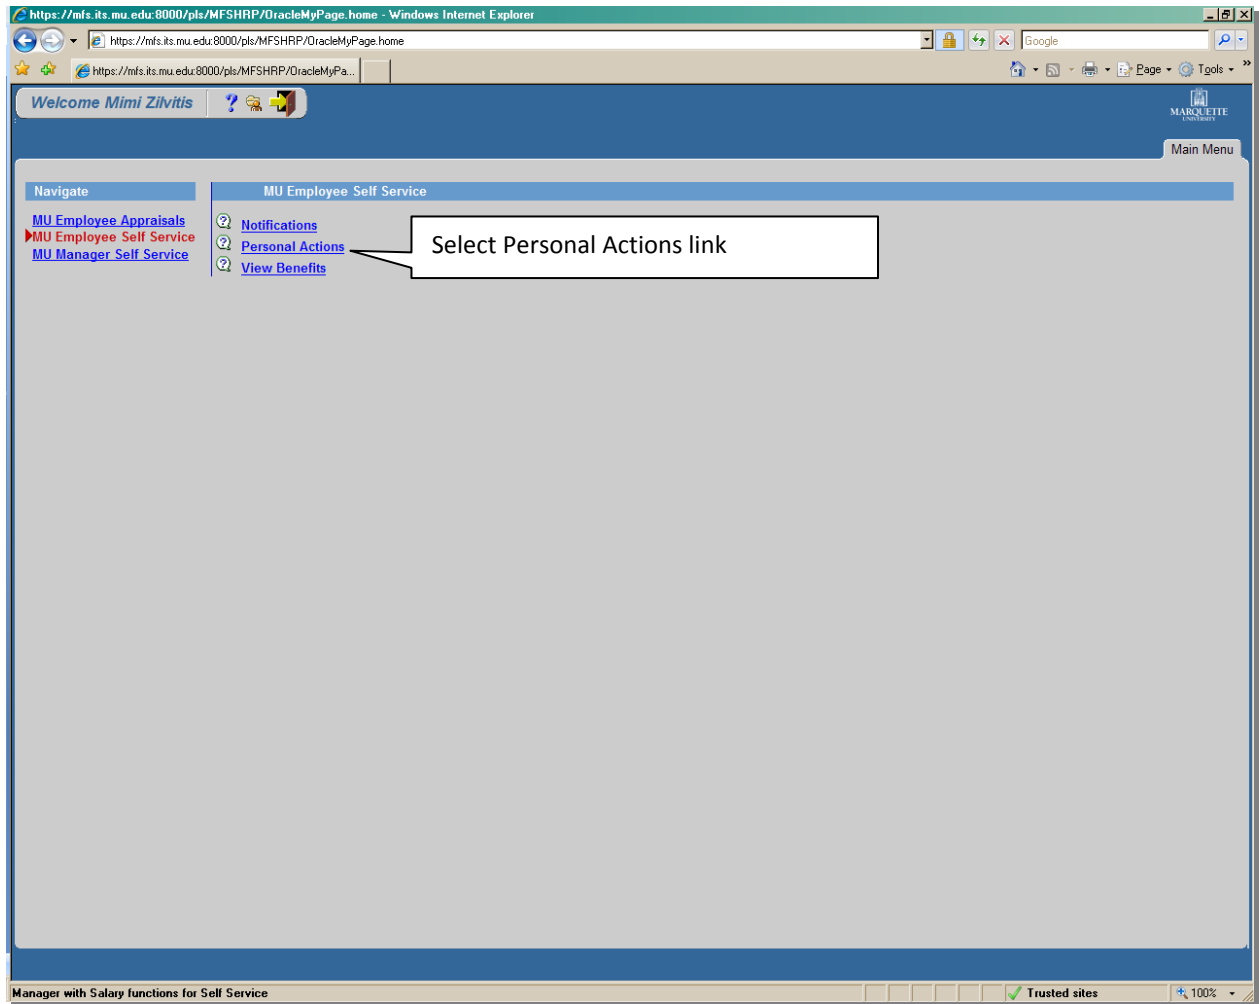 https://mfs.its.mu.edu:8000/pls/MFSHRP/OracleMyPage.home - Windows Internet Explorer
https://mfs.its.mu.edu:8000/pls/MFSHRP/OracleMyPage.home
Google
https://mfs.its.mu.edu:8000/pls/MFSHRP/OracleMyPa...
Page
Tools
Welcome Mimi Zilvitis
MARQUETTE
UNIVERSITY
Main Menu
Navigate
MU Employee Self Service
MU Employee Appraisals
MU Employee Self Service
MU Manager Self Service
Notifications
Personal Actions
View Benefits
Select Personal Actions link
Manager with Salary functions for Self Service
Trusted sites
100%